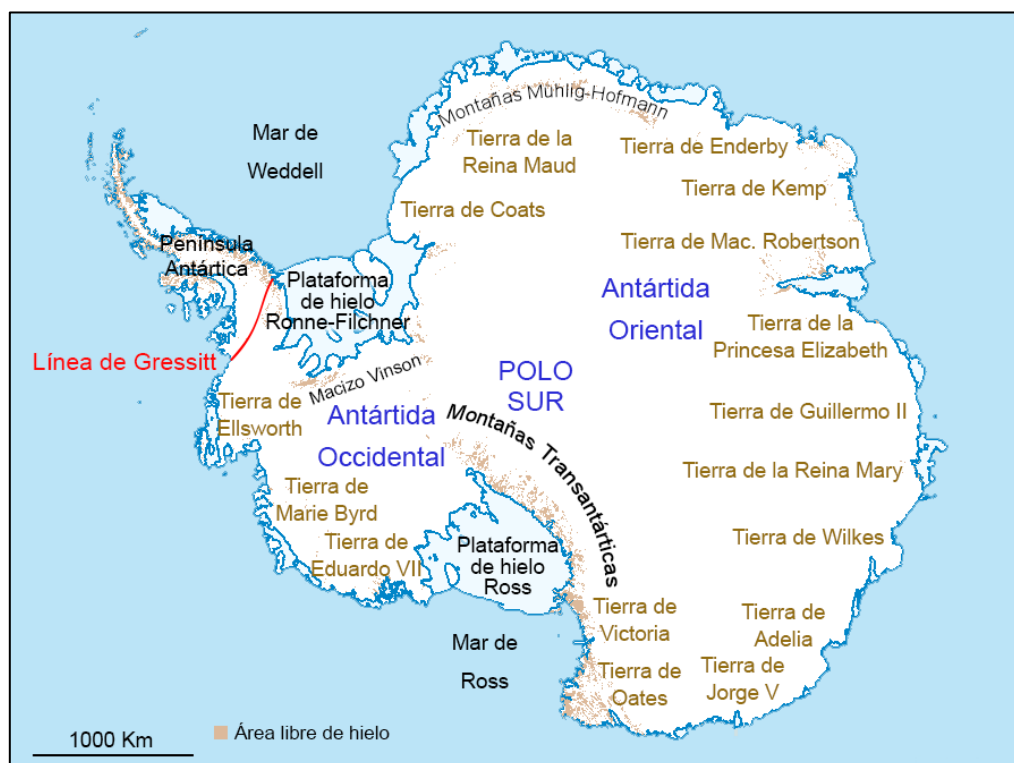 Montañas Mühlig-Hofmann
Mar de
Weddell
Tierra de la
Reina Maud
Tierra de Enderby
Tierra de Kemp
Tierra de Coats
Península
Antártica
Tierra de Mac. Robertson
Plataforma
de hielo
Ronne-Filchner
Antártida
Oriental
Tierra de la
Princesa Elizabeth
Línea de Gressitt
Macizo Vinson
POLO
SUR
Tierra de
Ellsworth
Antártida
Occidental
Montañas Transantárticas
Tierra de Guillermo II
Tierra de la Reina Mary
Tierra de
Marie Byrd
Tierra de
Eduardo VII
Plataforma
de hielo
Ross
Tierra de Wilkes
Tierra de
Victoria
Tierra de
Adelia
Mar de
Ross
Tierra de
Oates
Tierra de
Jorge V
Área libre de hielo
1000 Km